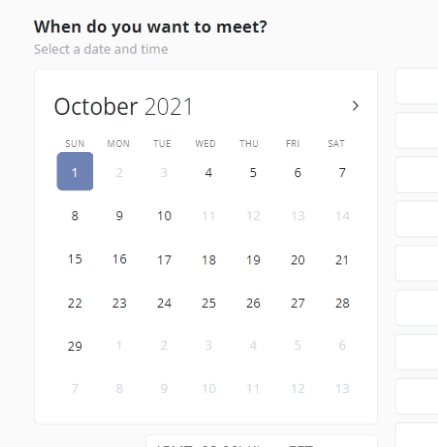 When do you want to meet?
Select a date and time
October 2021 >
SUN MON TUE WED THU FRI SAT
1 2 3 4 5 6 7
8 9 10 11 12 13 14
15 16 17 18 19 20 21
22 23 24 25 26 27 28
29 1 2 3 4 5 6
7 8 9 10 11 12 13